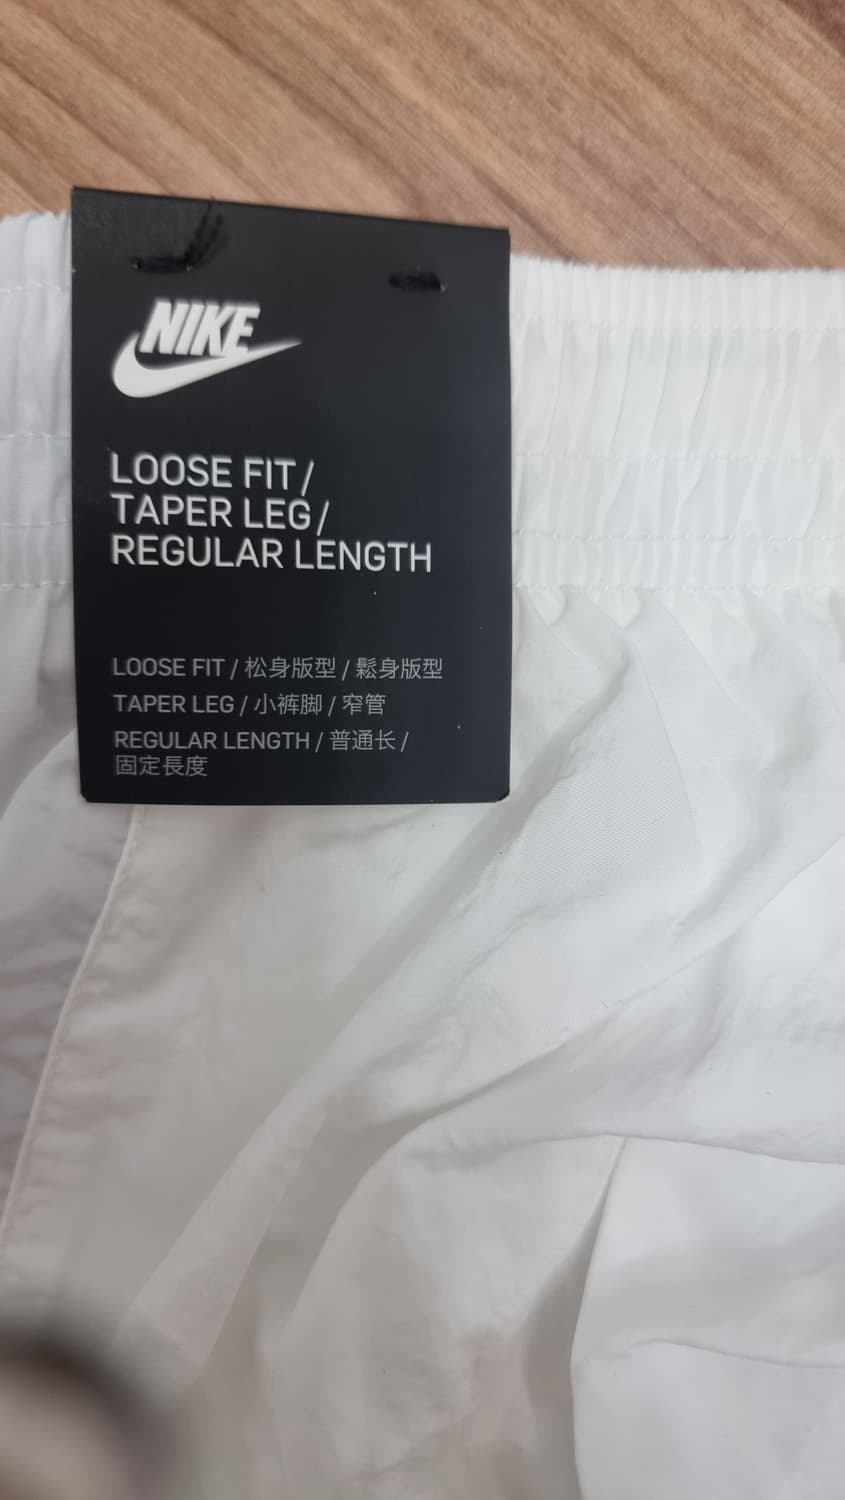 NIKE
LOOSE FIT /
TAPER LEG /
REGULAR LENGTH
LOOSE FIT / 松身版型 / 鬆身版型
TAPER LEG / 小裤脚 / 窄管
REGULAR LENGTH / 普通长 /
固定長度